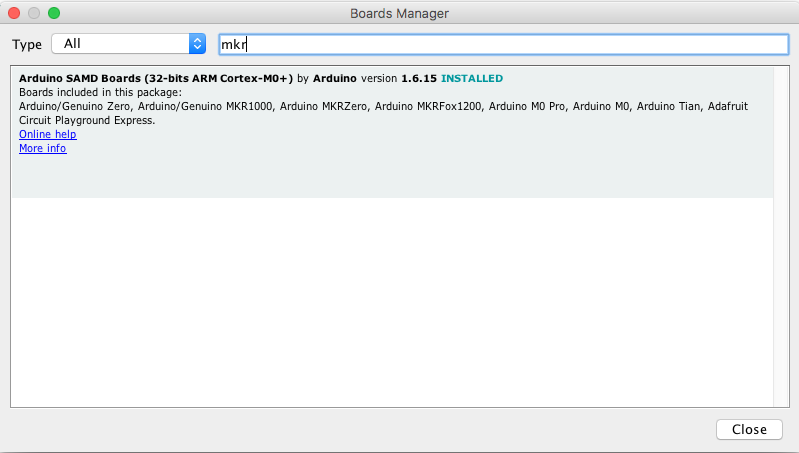 Boards Manager
Type All mkr
Arduino SAMD Boards (32-bits ARM Cortex-M0+) by Arduino version 1.6.15 INSTALLED
Boards included in this package:
Arduino/Genuino Zero, Arduino/Genuino MKR1000, Arduino MKRZero, Arduino MKRFox1200, Arduino M0 Pro, Arduino M0, Arduino Tian, Adafruit
Circuit Playground Express.
Online help
More info
Close